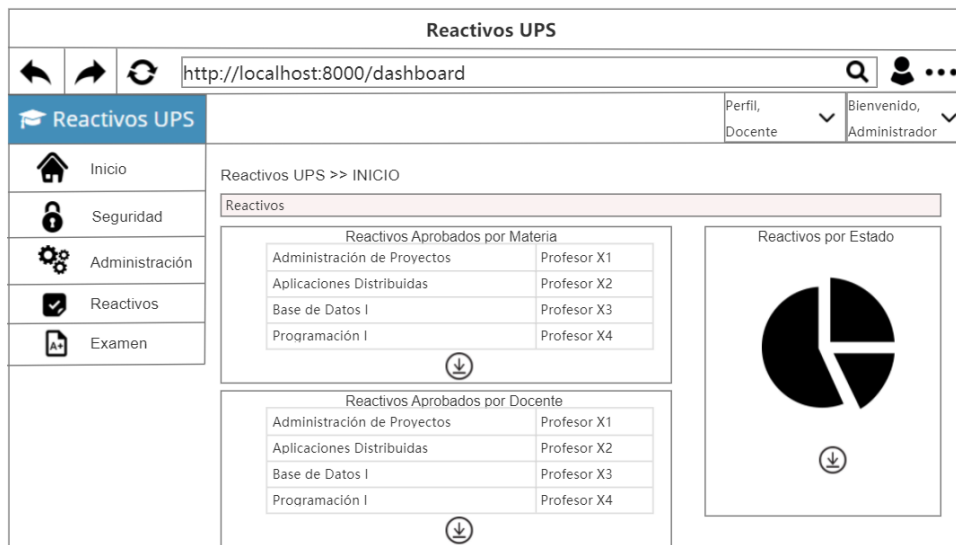 Reactivos UPS
http://localhost:8000/dashboard
Reactivos UPS
Perfil,
Docente
Bienvenido,
Administrador
Inicio
Seguridad
Administración
Reactivos
A+ Examen
Reactivos UPS >> INICIO
Reactivos
Reactivos Aprobados por Materia
Administración de Proyectos Profesor X1
Aplicaciones Distribuidas Profesor X2
Base de Datos I Profesor X3
Programación I Profesor X4
Reactivos por Estado
Reactivos Aprobados por Docente
Administración de Proyectos Profesor X1
Aplicaciones Distribuidas Profesor X2
Base de Datos I Profesor X3
Programación I Profesor X4